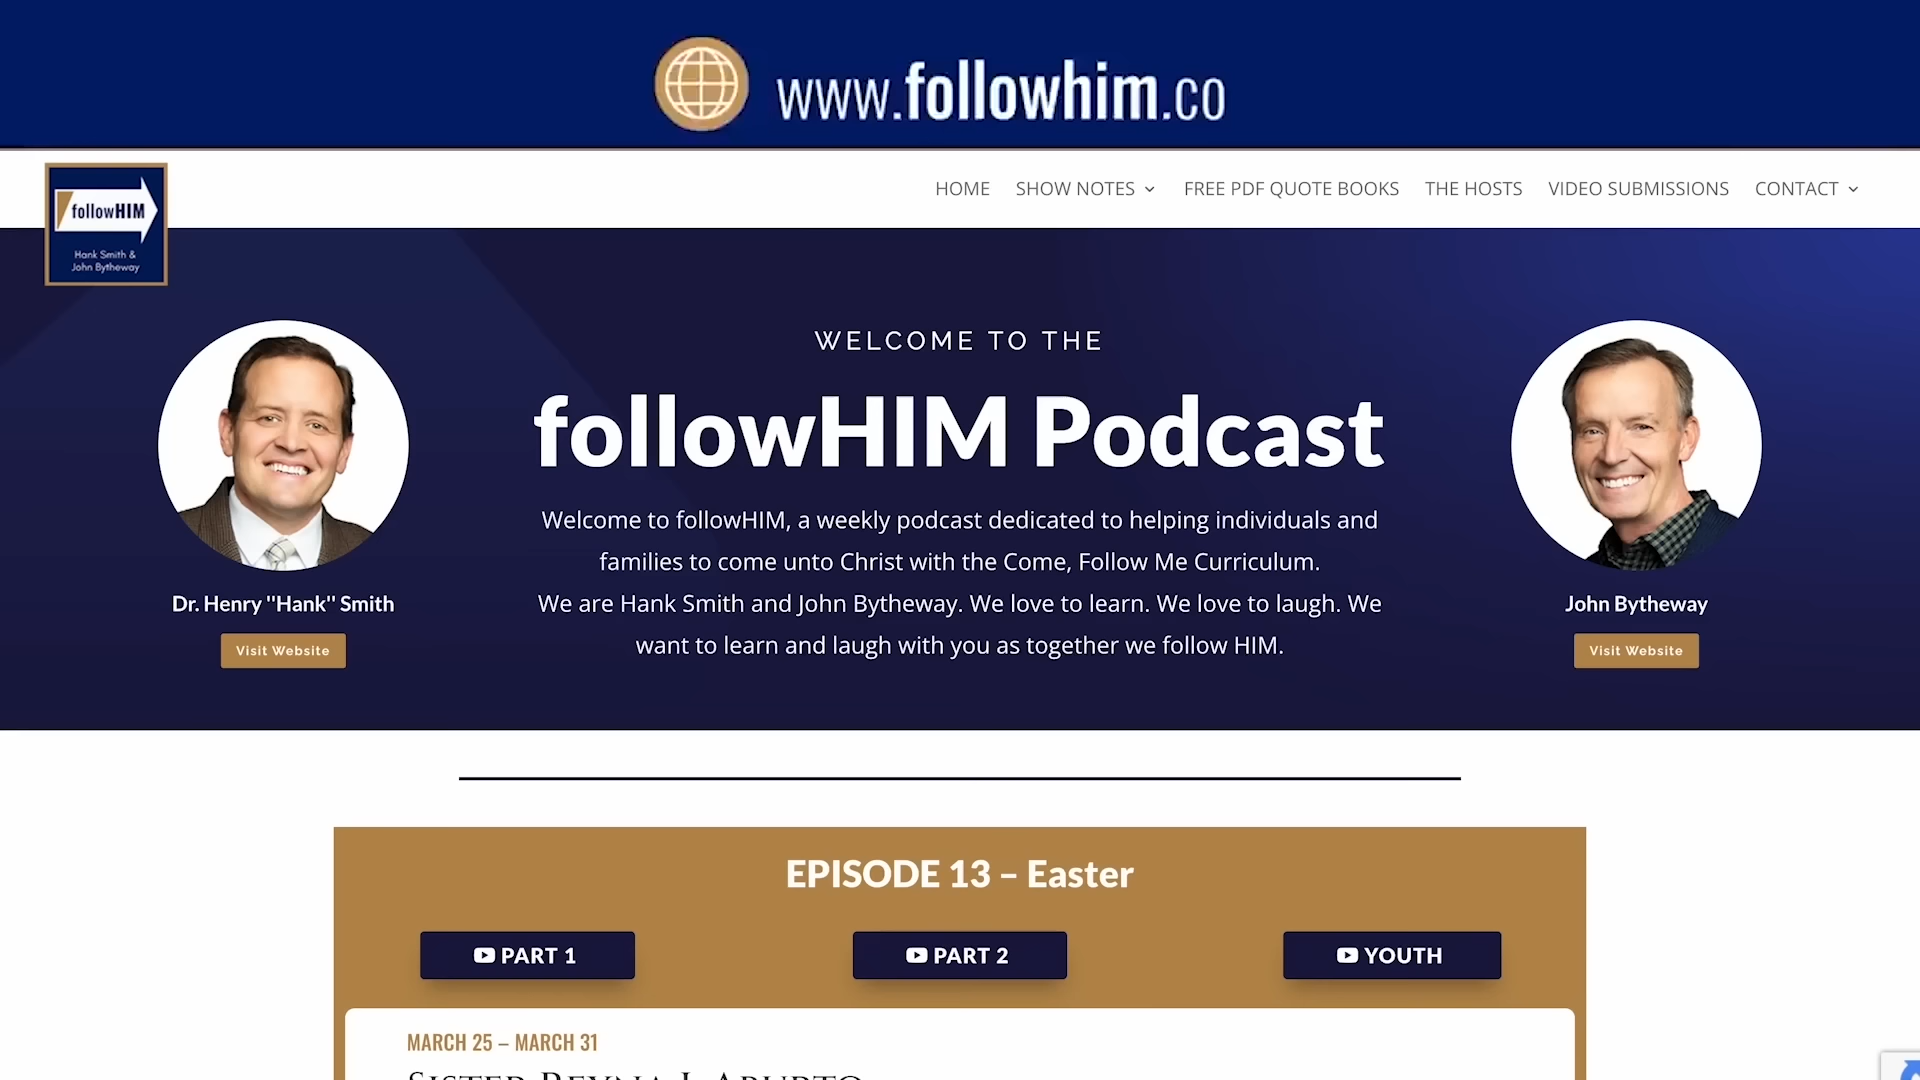 www.followhim.co
followHIM
Hank Smith &
John Bytheway
HOME SHOW NOTES FREE PDF QUOTE BOOKS THE HOSTS VIDEO SUBMISSIONS CONTACT
WELCOME TO THE
followHIM Podcast
Welcome to followHIM, a weekly podcast dedicated to helping individuals and
families to come unto Christ with the Come, Follow Me Curriculum.
We are Hank Smith and John Bytheway. We love to learn. We love to laugh. We
want to learn and laugh with you as together we follow HIM.
Dr. Henry "Hank" Smith
Visit Website
John Bytheway
Visit Website
EPISODE 13 – Easter
PART 1
PART 2
YOUTH
MARCH 25 – MARCH 31
SISTER REYNA I. ABURTO